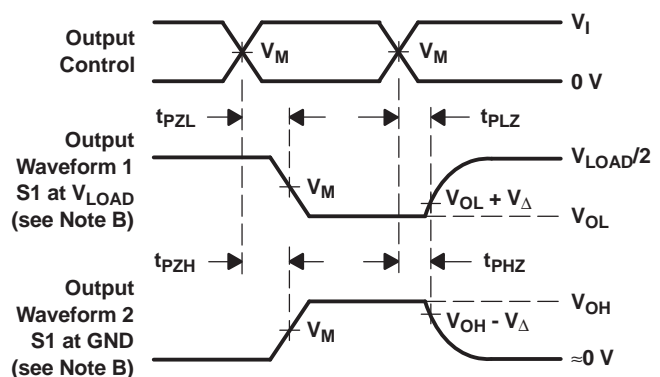 Output
Control
V_M
V_M
V_I
0 V
t_PZL
t_PLZ
Output
Waveform 1
S1 at V_LOAD
(see Note B)
V_M
V_LOAD/2
V_OL + V_Δ
V_OL
t_PZH
t_PHZ
Output
Waveform 2
S1 at GND
(see Note B)
V_M
V_OH
V_OH - V_Δ
≈0 V